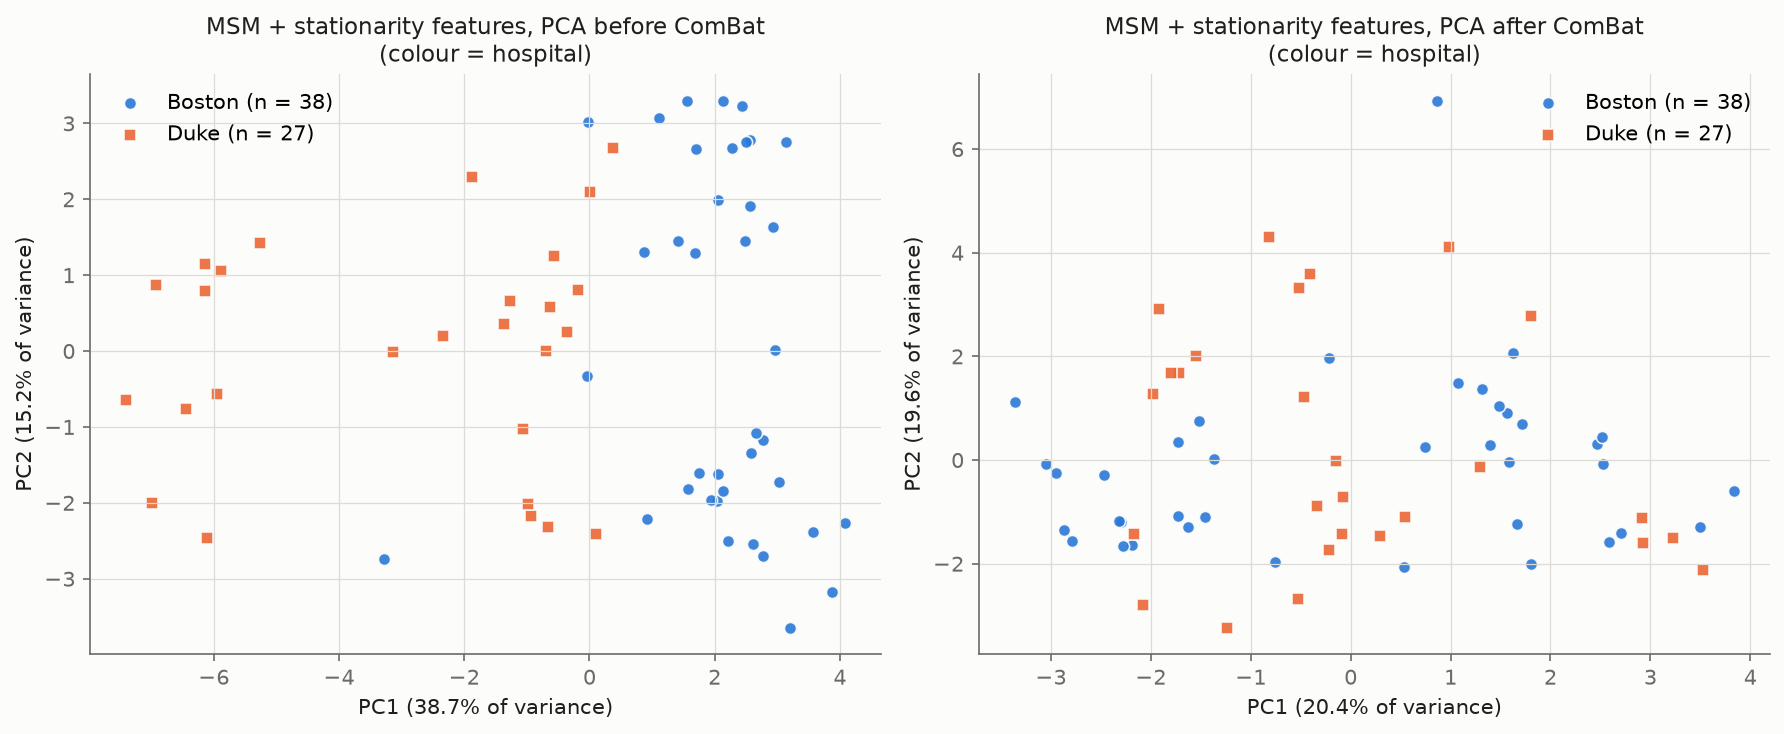 MSM + stationarity features, PCA before ComBat
(colour = hospital)
Boston (n = 38)
Duke (n = 27)
3
2
1
0
−1
−2
−3
PC2 (15.2% of variance)
−6
−4
−2
0
2
4
PC1 (38.7% of variance)
MSM + stationarity features, PCA after ComBat
(colour = hospital)
Boston (n = 38)
Duke (n = 27)
6
4
2
0
−2
PC2 (19.6% of variance)
−3
−2
−1
0
1
2
3
4
PC1 (20.4% of variance)